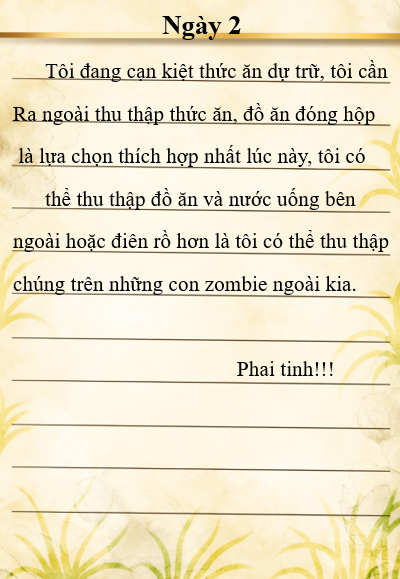 Ngày 2
Tôi đang cạn kiệt thức ăn dự trữ, tôi cần
Ra ngoài thu thập thức ăn, đồ ăn đóng hộp
là lựa chọn thích hợp nhất lúc này, tôi có
thể thu thập đồ ăn và nước uống bên
ngoài hoặc điên rồ hơn là tôi có thể thu thập
chúng trên những con zombie ngoài kia.
Phai tinh!!!